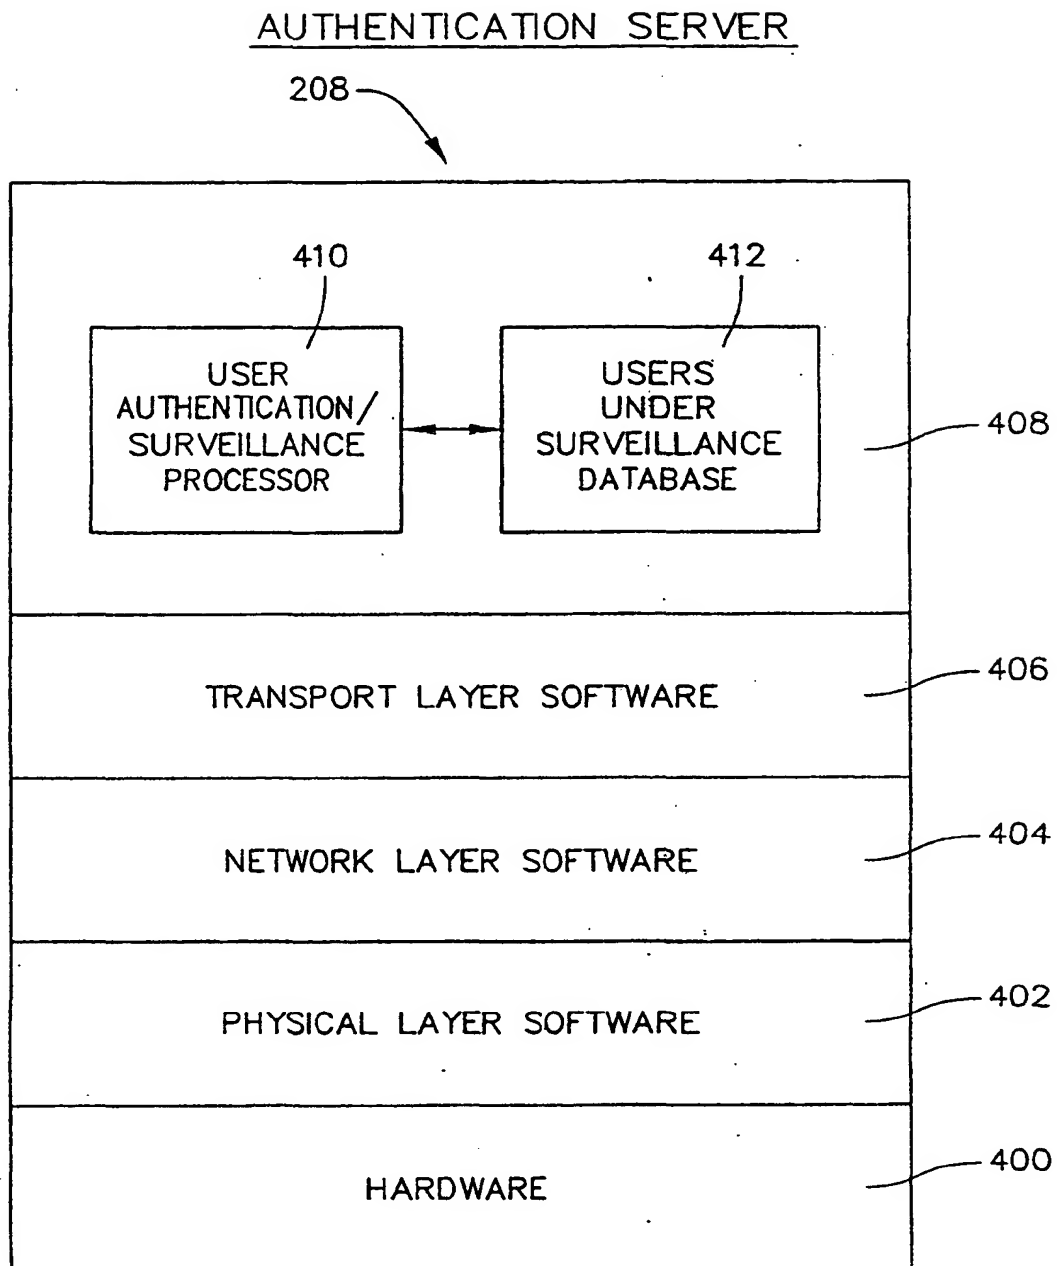 AUTHENTICATION SERVER
208
410
412
USER
AUTHENTICATION/
SURVEILLANCE
PROCESSOR
USERS
UNDER
SURVEILLANCE
DATABASE
408
TRANSPORT LAYER SOFTWARE
406
NETWORK LAYER SOFTWARE
404
PHYSICAL LAYER SOFTWARE
402
HARDWARE
400